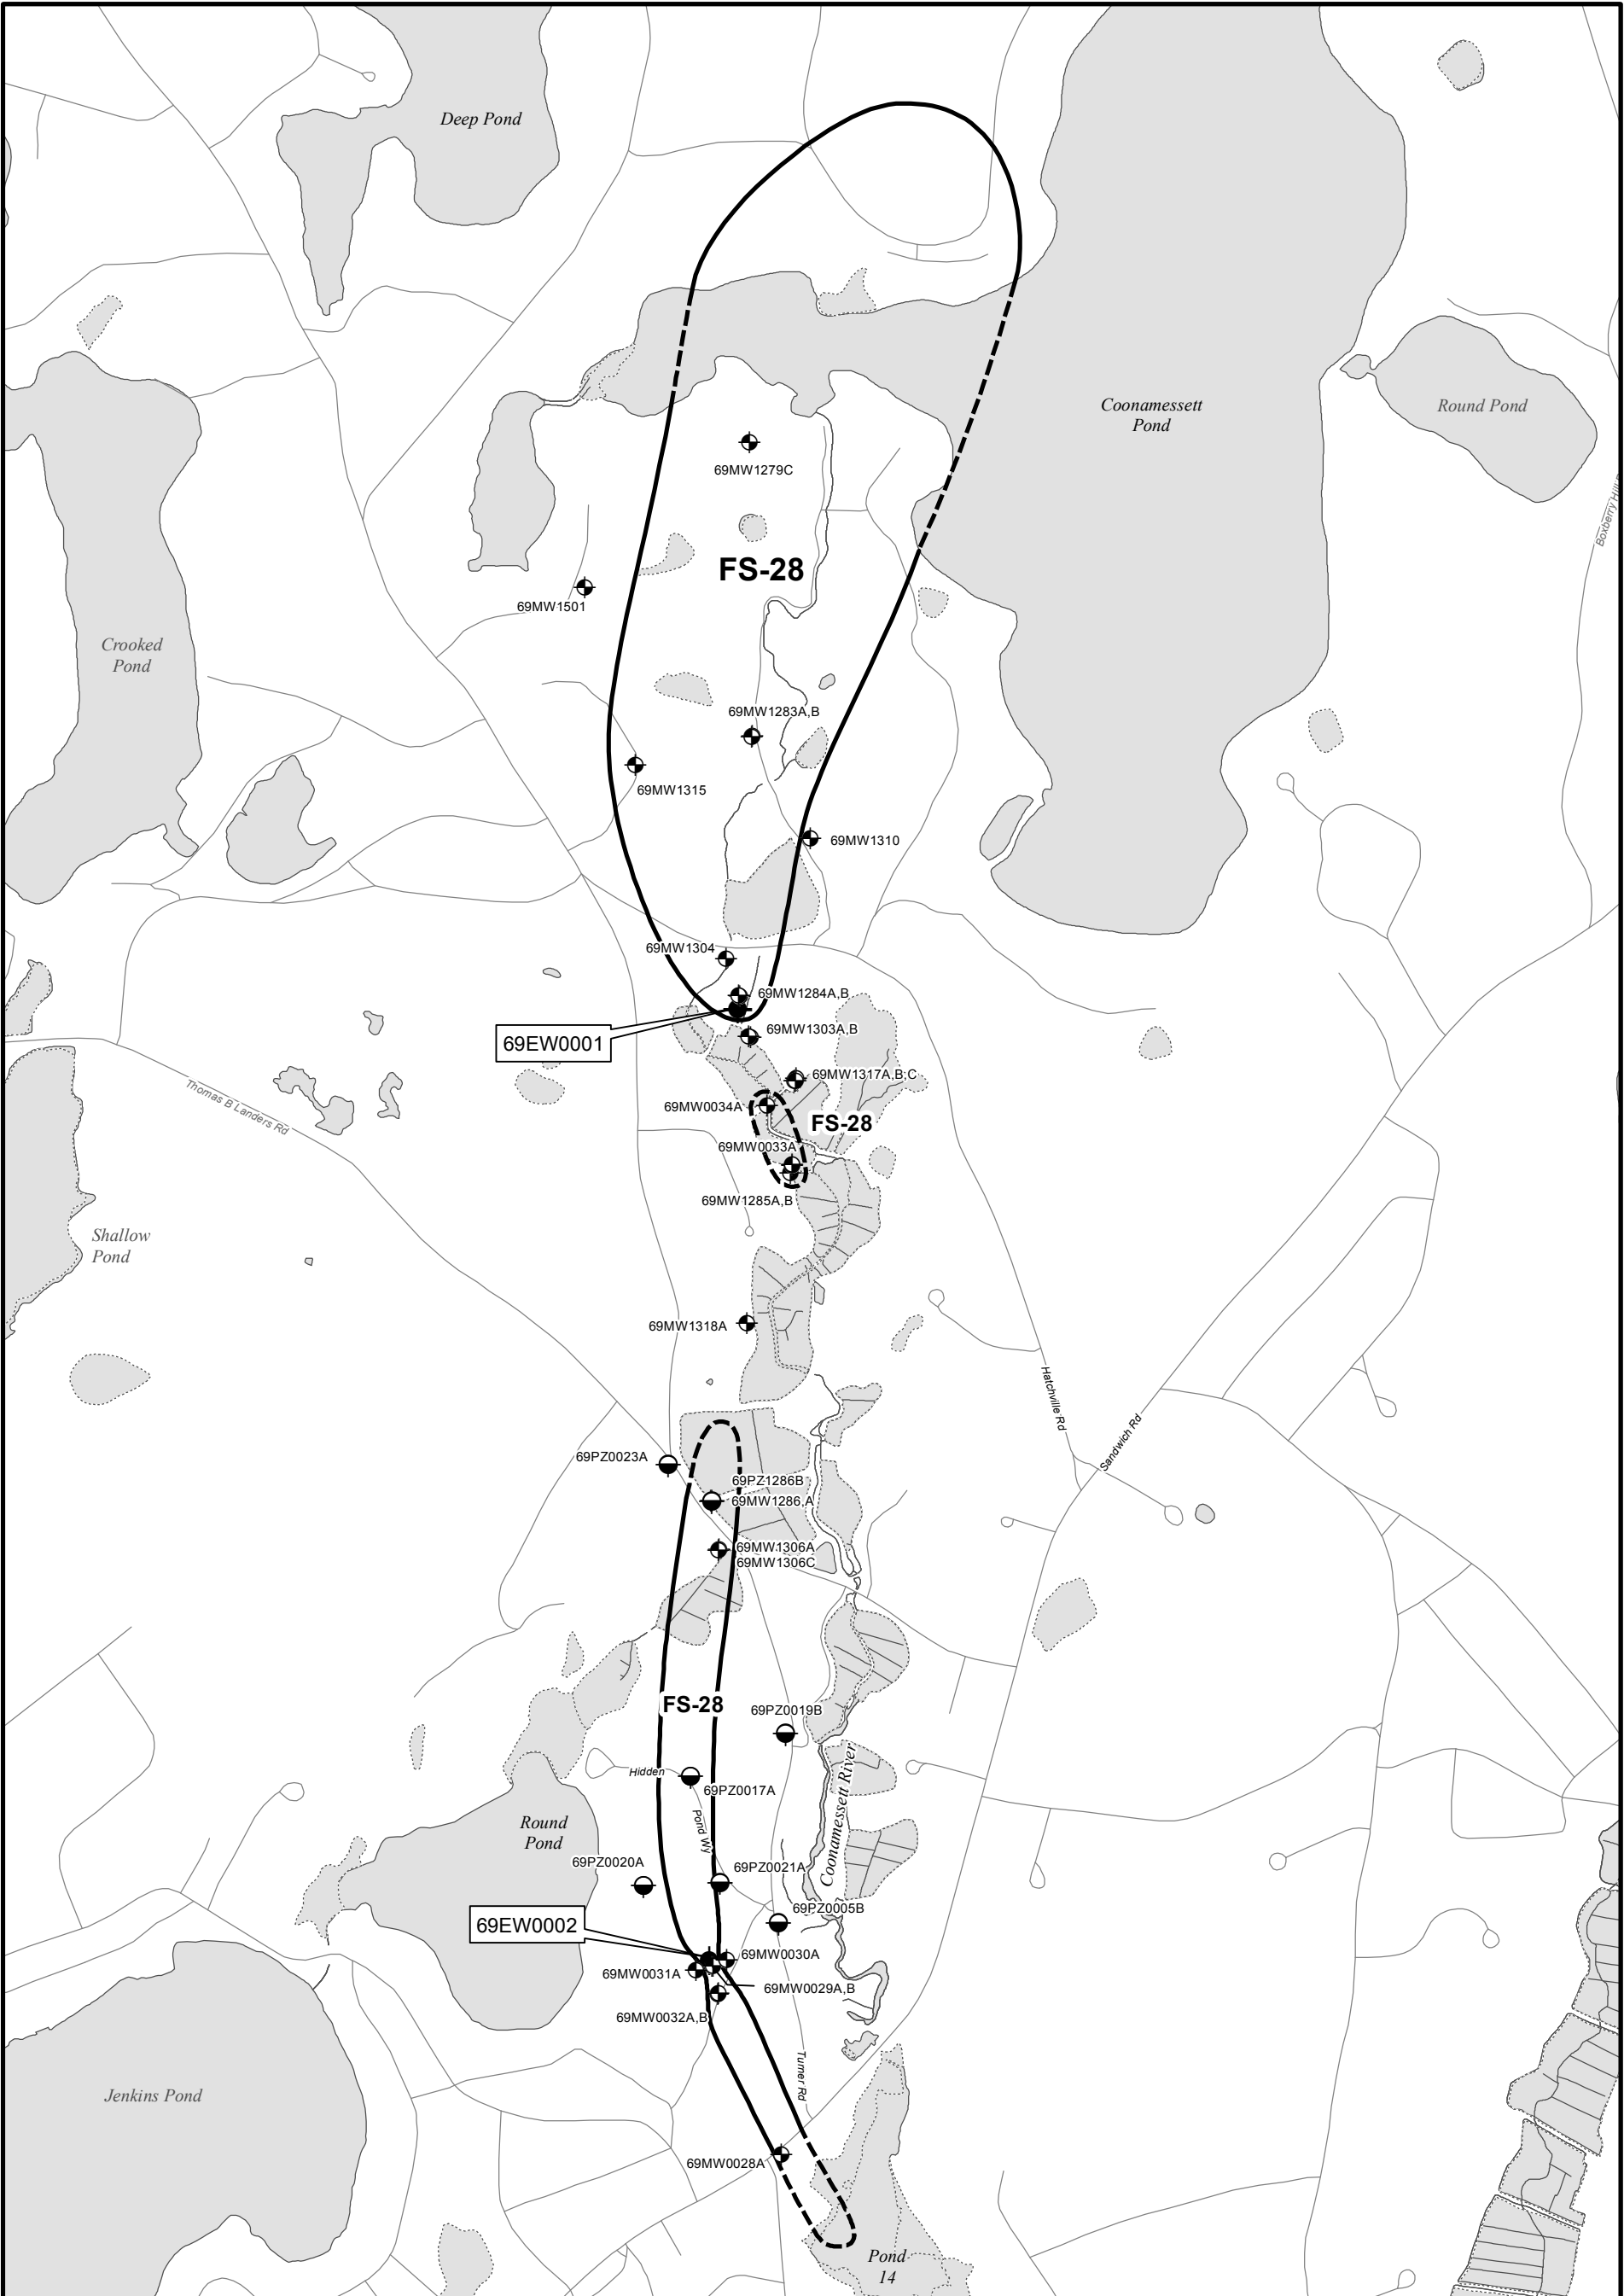 Deep Pond
Coonamessett
Pond
Round Pond
69MW1279C
Boxberry Hill
FS-28
69MW1501
Crooked
Pond
69MW1283A,B
69MW1315
69MW1310
69MW1304
69MW1284A,B
69EW0001
69MW1303A,B
69MW1317A,B,C
Thomas B Landers Rd
69MW0034A
FS-28
69MW0033A
69MW1285A,B
Shallow
Pond
69MW1318A
Hatchville Rd
Sandwich Rd
69PZ0023A
69PZ1286B
69MW1286,A
69MW1306A
69MW1306C
FS-28
69PZ0019B
Hidden
69PZ0017A
Pond Wy
Coonamessett River
Round
Pond
69PZ0020A
69PZ0021A
69PZ0005B
69EW0002
69MW0030A
69MW0031A
69MW0029A,B
69MW0032A,B
Turner Rd
Jenkins Pond
69MW0028A
Pond
14